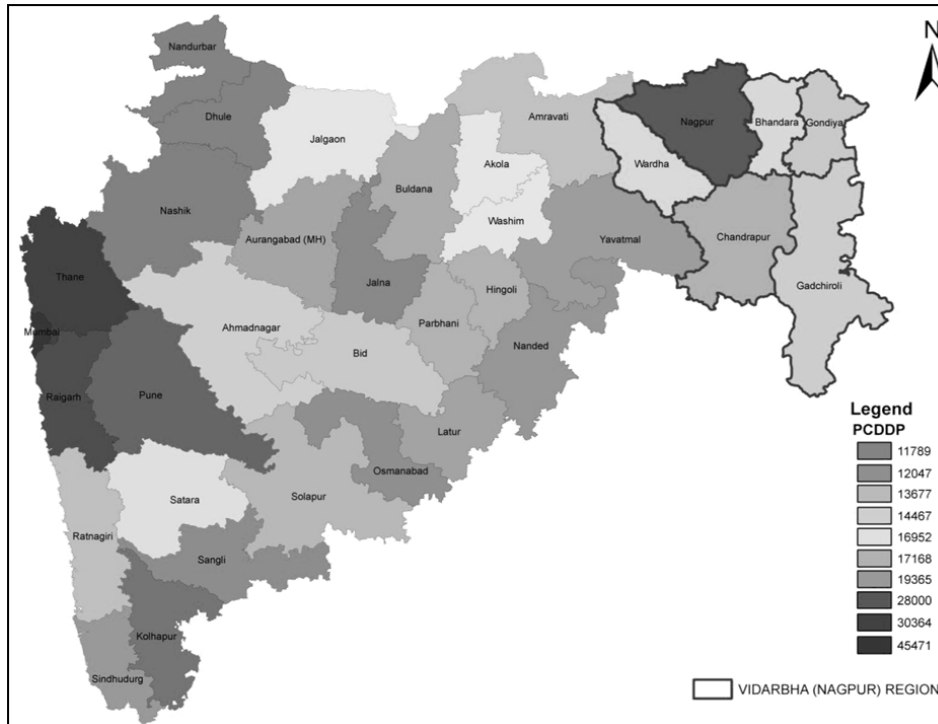 N
Nandurbar
Dhule
Jalgaon
Amravati
Nagpur
Bhandara
Gondiya
Akola
Wardha
Buldana
Nashik
Washim
Aurangabad (MH)
Yavatmal
Chandrapur
Thane
Jalna
Hingoli
Gadchiroli
Parbhani
Ahmadnagar
Mumbai
Nanded
Bid
Raigarh
Pune
Latur
Osmanabad
Satara
Solapur
Ratnagiri
Sangli
Kolhapur
Sindhudurg
Legend
PCDDP
11789
12047
13677
14467
16952
17168
19365
28000
30364
45471
VIDARBHA (NAGPUR) REGION